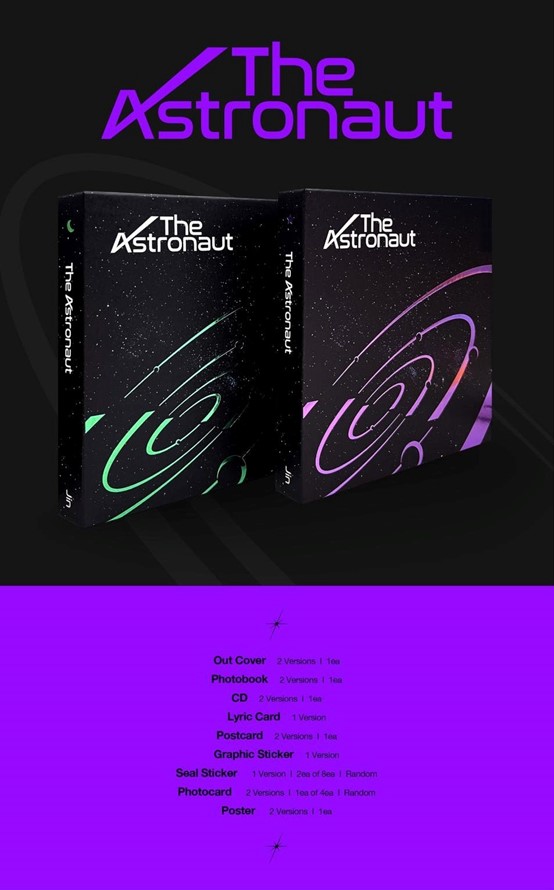 The
Astronaut
The
Astronaut
The Astronaut
Jin
The
Astronaut
The Astronaut
Jin
Out Cover 2 Versions I 1ea
Photobook 2 Versions I 1ea
CD 2 Versions I 1ea
Lyric Card 1 Version
Postcard 2 Versions I 1ea
Graphic Sticker 1 Version
Seal Sticker 1 Version I 2ea of 8ea I Random
Photocard 2 Versions I 1ea of 4ea I Random
Poster 2 Versions I 1ea